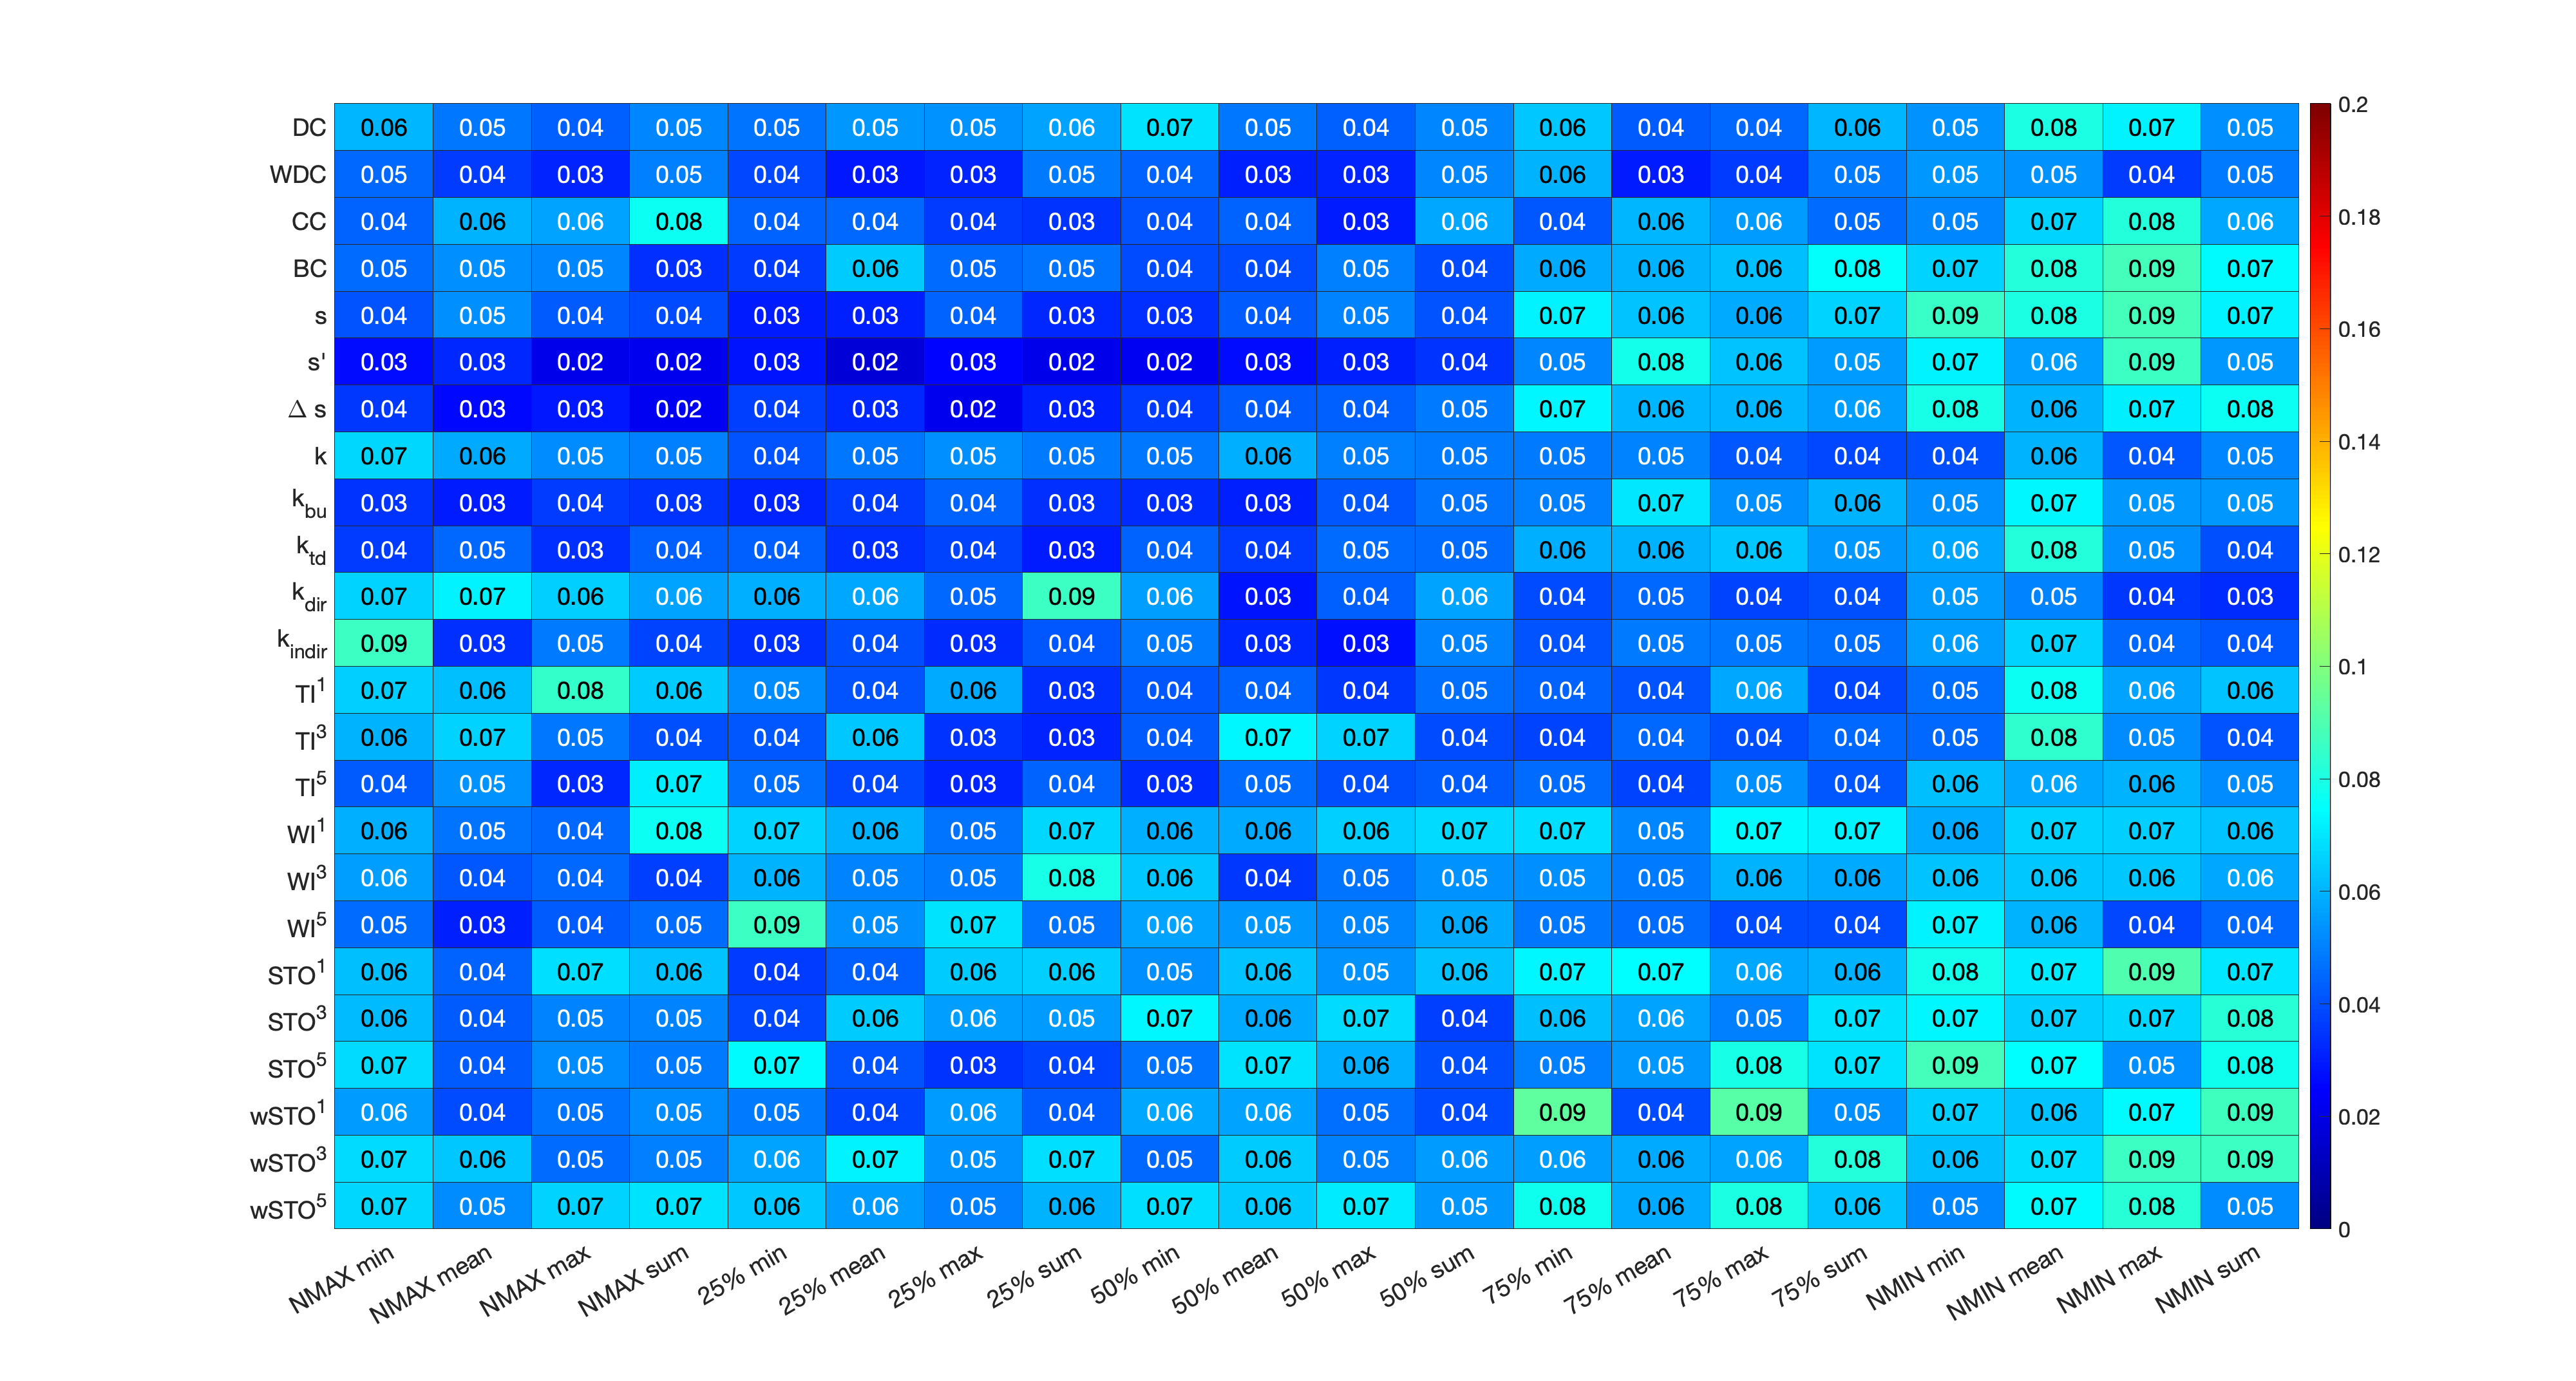 DC 0.06 0.05 0.04 0.05 0.05 0.05 0.05 0.06 0.07 0.05 0.04 0.05 0.06 0.04 0.04 0.06 0.05 0.08 0.07 0.05
WDC 0.05 0.04 0.03 0.05 0.04 0.03 0.03 0.05 0.04 0.03 0.03 0.05 0.06 0.03 0.04 0.05 0.05 0.05 0.04 0.05
CC 0.04 0.06 0.06 0.08 0.04 0.04 0.04 0.03 0.04 0.04 0.03 0.06 0.04 0.06 0.06 0.05 0.05 0.07 0.08 0.06
BC 0.05 0.05 0.05 0.03 0.04 0.06 0.05 0.05 0.04 0.04 0.05 0.04 0.06 0.06 0.06 0.08 0.07 0.08 0.09 0.07
s 0.04 0.05 0.04 0.04 0.03 0.03 0.04 0.03 0.03 0.04 0.05 0.04 0.07 0.06 0.06 0.07 0.09 0.08 0.09 0.07
s' 0.03 0.03 0.02 0.02 0.03 0.02 0.03 0.02 0.02 0.03 0.03 0.04 0.05 0.08 0.06 0.05 0.07 0.06 0.09 0.05
Δ s 0.04 0.03 0.03 0.02 0.04 0.03 0.02 0.03 0.04 0.04 0.04 0.05 0.07 0.06 0.06 0.06 0.08 0.06 0.07 0.08
k 0.07 0.06 0.05 0.05 0.04 0.05 0.05 0.05 0.05 0.06 0.05 0.05 0.05 0.05 0.04 0.04 0.04 0.06 0.04 0.05
k_bu 0.03 0.03 0.04 0.03 0.03 0.04 0.04 0.03 0.03 0.03 0.04 0.05 0.05 0.07 0.05 0.06 0.05 0.07 0.05 0.05
k_td 0.04 0.05 0.03 0.04 0.04 0.03 0.04 0.03 0.04 0.04 0.05 0.05 0.06 0.06 0.06 0.05 0.06 0.08 0.05 0.04
k_dir 0.07 0.07 0.06 0.06 0.06 0.06 0.05 0.09 0.06 0.03 0.04 0.06 0.04 0.05 0.04 0.04 0.05 0.05 0.04 0.03
k_indir 0.09 0.03 0.05 0.04 0.03 0.04 0.03 0.04 0.05 0.03 0.03 0.05 0.04 0.05 0.05 0.05 0.06 0.07 0.04 0.04
TI^1 0.07 0.06 0.08 0.06 0.05 0.04 0.06 0.03 0.04 0.04 0.04 0.05 0.04 0.04 0.06 0.04 0.05 0.08 0.06 0.06
TI^3 0.06 0.07 0.05 0.04 0.04 0.06 0.03 0.03 0.04 0.07 0.07 0.04 0.04 0.04 0.04 0.04 0.05 0.08 0.05 0.04
TI^5 0.04 0.05 0.03 0.07 0.05 0.04 0.03 0.04 0.03 0.05 0.04 0.04 0.05 0.04 0.05 0.04 0.06 0.06 0.06 0.05
WI^1 0.06 0.05 0.04 0.08 0.07 0.06 0.05 0.07 0.06 0.06 0.06 0.07 0.07 0.05 0.07 0.07 0.06 0.07 0.07 0.06
WI^3 0.06 0.04 0.04 0.04 0.06 0.05 0.05 0.08 0.06 0.04 0.05 0.05 0.05 0.05 0.06 0.06 0.06 0.06 0.06 0.06
WI^5 0.05 0.03 0.04 0.05 0.09 0.05 0.07 0.05 0.06 0.05 0.05 0.06 0.05 0.05 0.04 0.04 0.07 0.06 0.04 0.04
STO^1 0.06 0.04 0.07 0.06 0.04 0.04 0.06 0.06 0.05 0.06 0.05 0.06 0.07 0.07 0.06 0.06 0.08 0.07 0.09 0.07
STO^3 0.06 0.04 0.05 0.05 0.04 0.06 0.06 0.05 0.07 0.06 0.07 0.04 0.06 0.06 0.05 0.07 0.07 0.07 0.07 0.08
STO^5 0.07 0.04 0.05 0.05 0.07 0.04 0.03 0.04 0.05 0.07 0.06 0.04 0.05 0.05 0.08 0.07 0.09 0.07 0.05 0.08
wSTO^1 0.06 0.04 0.05 0.05 0.05 0.04 0.06 0.04 0.06 0.06 0.05 0.04 0.09 0.04 0.09 0.05 0.07 0.06 0.07 0.09
wSTO^3 0.07 0.06 0.05 0.05 0.06 0.07 0.05 0.07 0.05 0.06 0.05 0.06 0.06 0.06 0.06 0.08 0.06 0.07 0.09 0.09
wSTO^5 0.07 0.05 0.07 0.07 0.06 0.06 0.05 0.06 0.07 0.06 0.07 0.05 0.08 0.06 0.08 0.06 0.05 0.07 0.08 0.05
NMAX min NMAX mean NMAX max NMAX sum 25% min 25% mean 25% max 25% sum 50% min 50% mean 50% max 50% sum 75% min 75% mean 75% max 75% sum NMIN min NMIN mean NMIN max NMIN sum
0.2
0.18
0.16
0.14
0.12
0.1
0.08
0.06
0.04
0.02
0